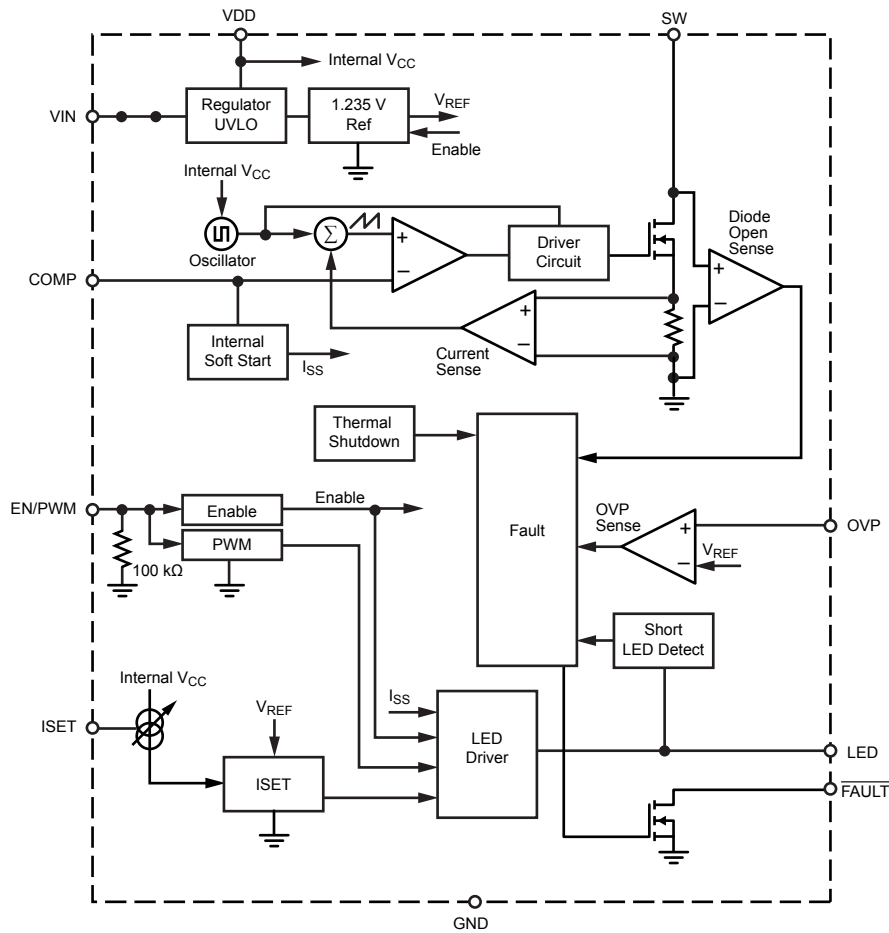 VDD
SW
Internal VCC
VIN
Regulator
UVLO
1.235 V
Ref
VREF
Enable
Internal VCC
Oscillator
Σ
+
−
Driver
Circuit
Diode
Open
Sense
+
−
COMP
Internal
Soft Start
ISS
+
−
Current
Sense
Thermal
Shutdown
EN/PWM
Enable
Enable
PWM
100 kΩ
Fault
OVP
Sense
+
−
VREF
OVP
Short
LED Detect
Internal VCC
ISET
VREF
ISET
ISS
LED
Driver
LED
FAULT
GND